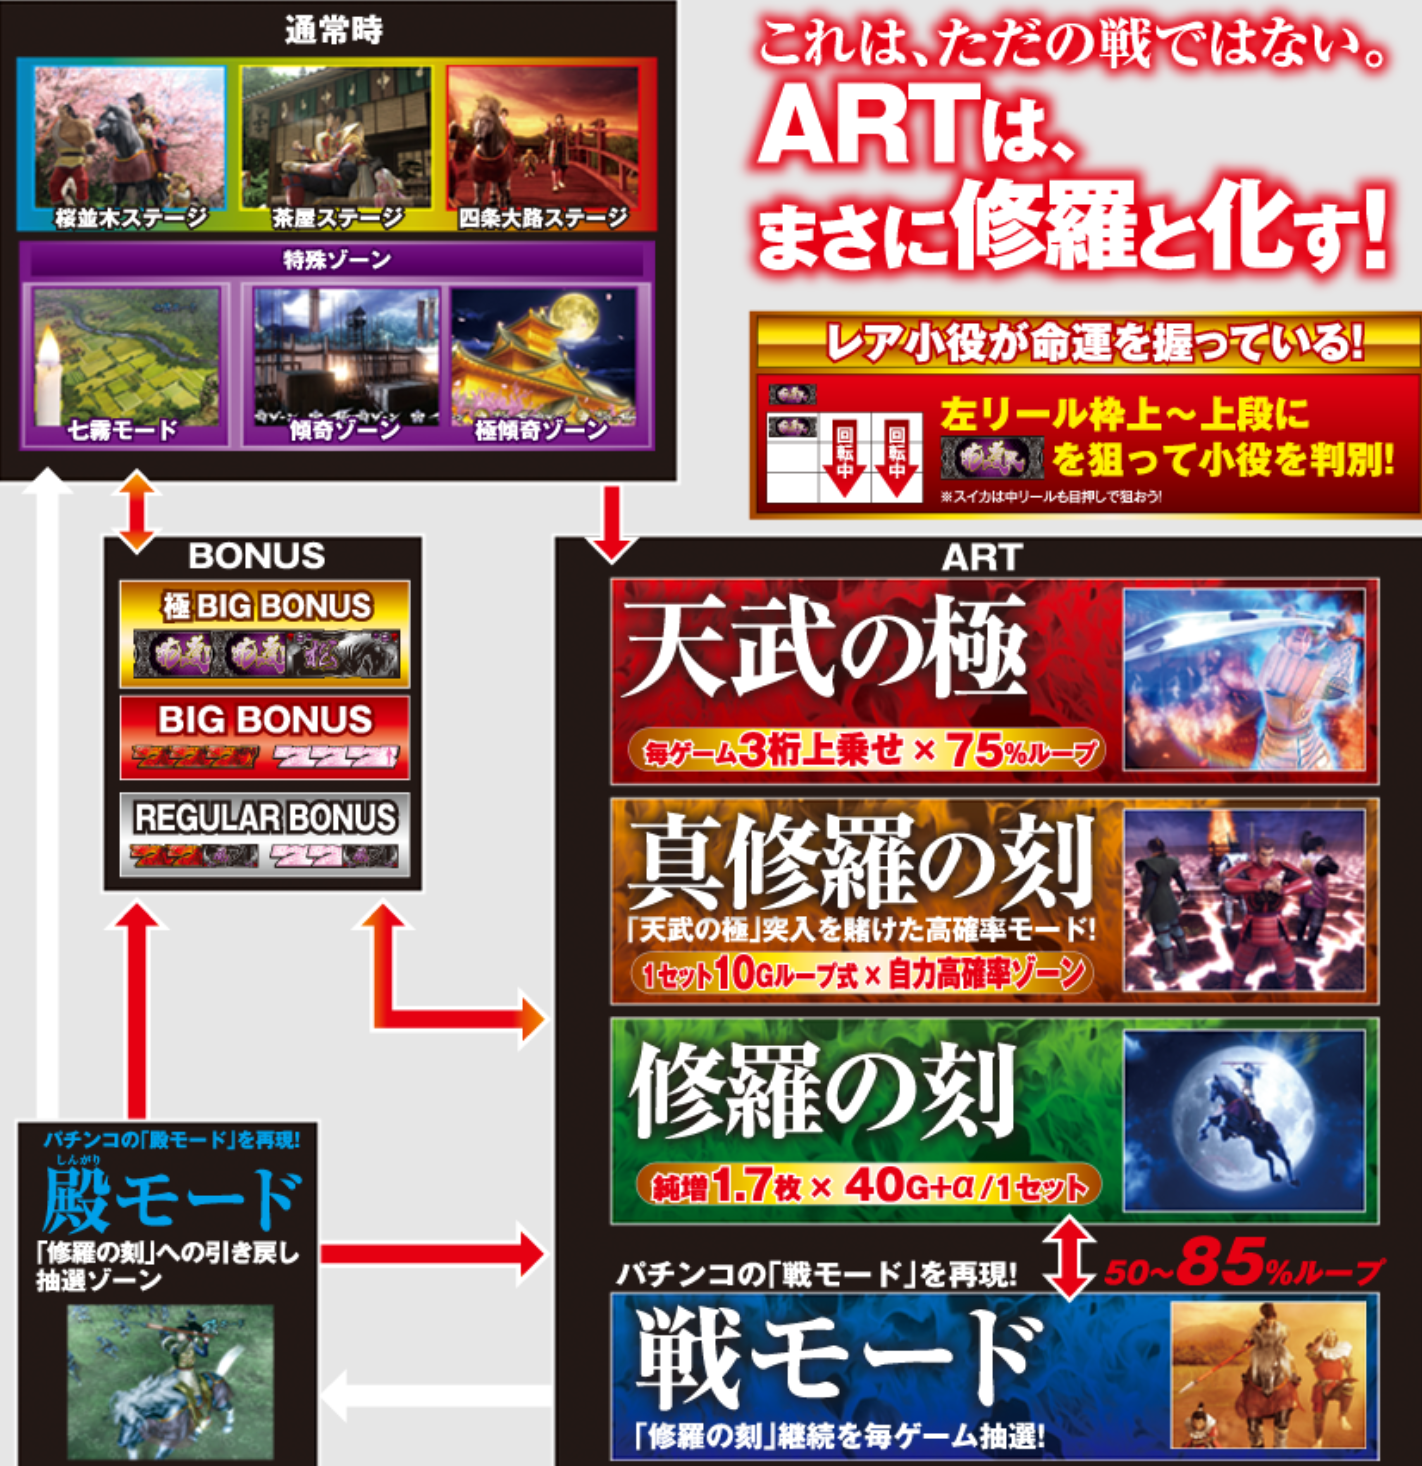 通常時
桜並木ステージ
茶屋ステージ
四条大路ステージ
特殊ゾーン
七霧モード
傾奇ゾーン
極傾奇ゾーン
これは、ただの戦ではない。
ARTは、
まさに修羅と化す!
レア小役が命運を握っている!
回転中
回転中
左リール枠上～上段に
を狙って小役を判別!
※スイカは中リールも目押しで狙おう!
BONUS
極 BIG BONUS
BIG BONUS
777 777
REGULAR BONUS
77 77
ART
天武の極
毎ゲーム3桁上乗せ × 75%ループ
真修羅の刻
「天武の極」突入を賭けた高確率モード!
1セット10Gループ式 × 自力高確率ゾーン
修羅の刻
純増1.7枚 × 40G+α/1セット
パチンコの「戦モード」を再現!
50～85%ループ
戦モード
「修羅の刻」継続を毎ゲーム抽選!
パチンコの「殿モード」を再現!
しんがり
殿モード
「修羅の刻」への引き戻し
抽選ゾーン